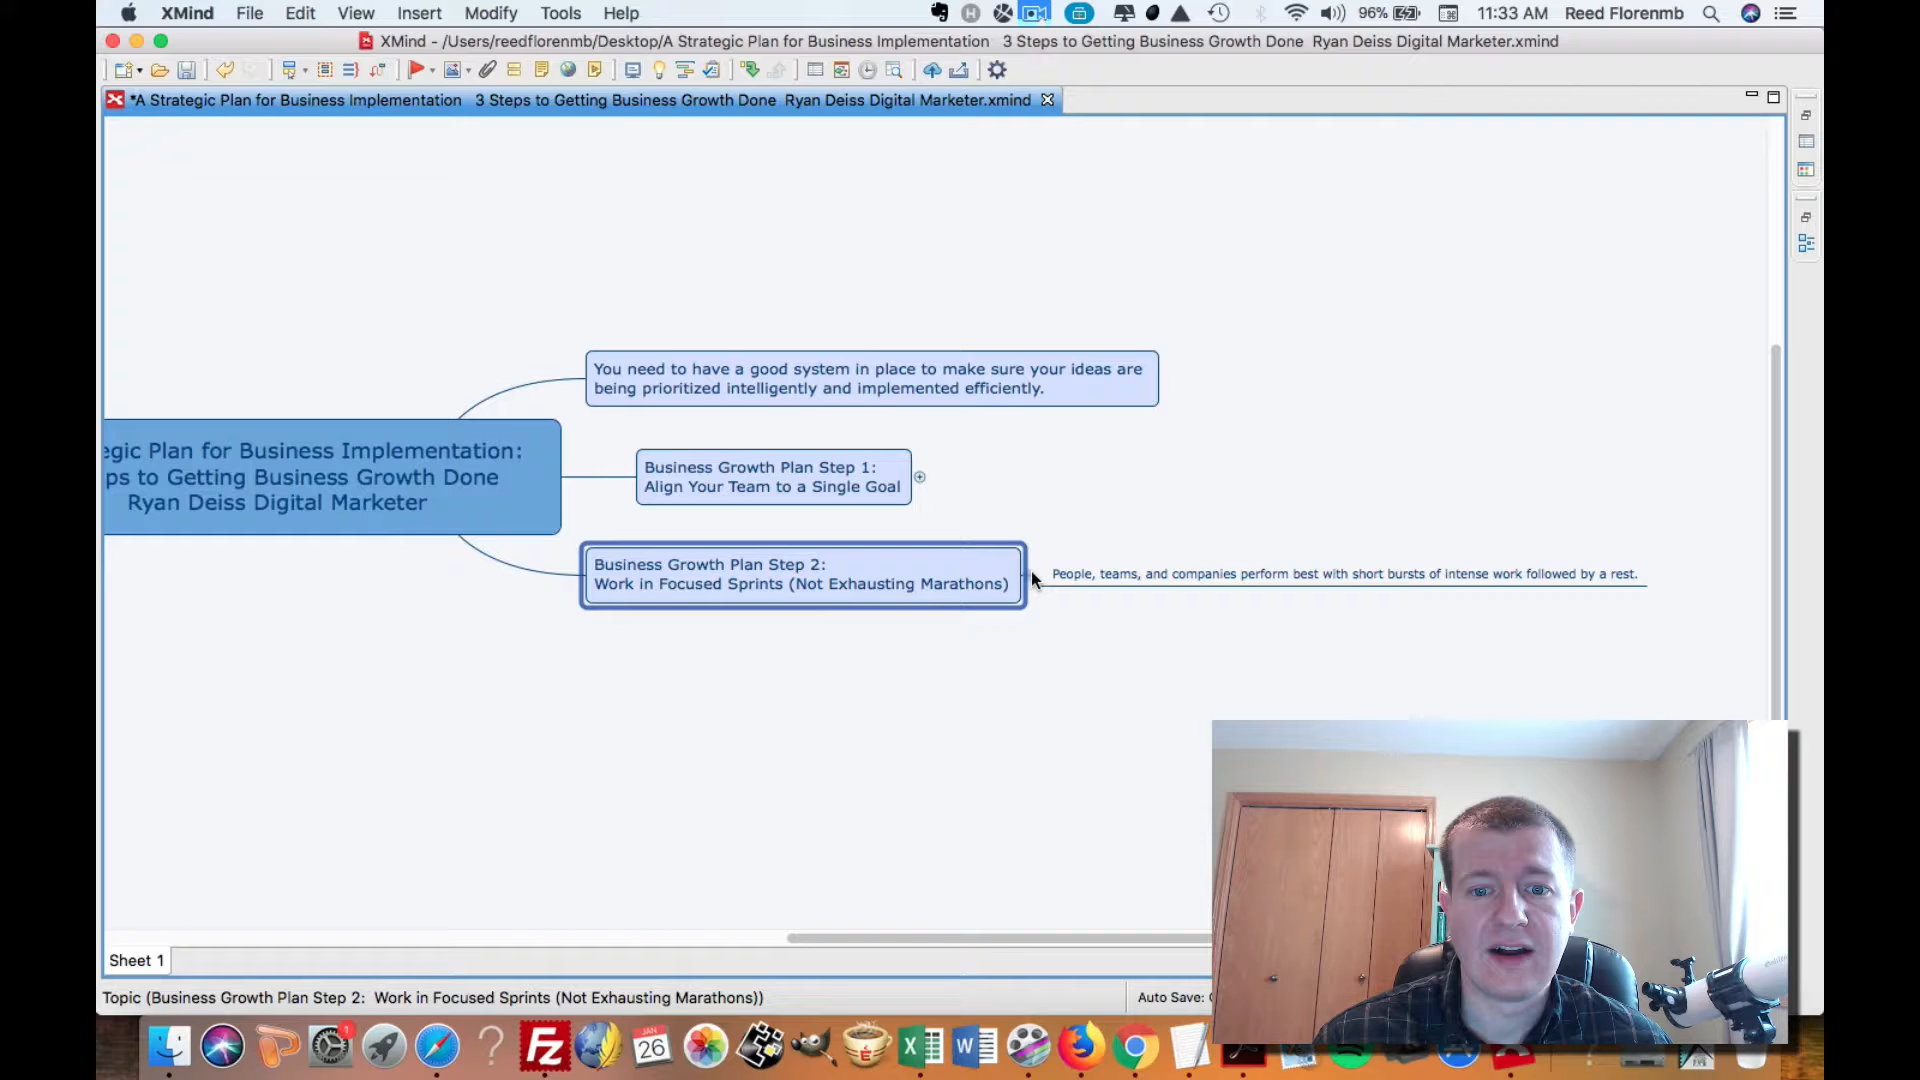 XMind File Edit View Insert Modify Tools Help 96% 11:33 AM Reed Florenmb
XMind - /Users/reedflorenmb/Desktop/A Strategic Plan for Business Implementation 3 Steps to Getting Business Growth Done Ryan Deiss Digital Marketer.xmind
*A Strategic Plan for Business Implementation 3 Steps to Getting Business Growth Done Ryan Deiss Digital Marketer.xmind
You need to have a good system in place to make sure your ideas are
being prioritized intelligently and implemented efficiently.
egic Plan for Business Implementation:
ps to Getting Business Growth Done
Ryan Deiss Digital Marketer
Business Growth Plan Step 1:
Align Your Team to a Single Goal
Business Growth Plan Step 2:
Work in Focused Sprints (Not Exhausting Marathons)
People, teams, and companies perform best with short bursts of intense work followed by a rest.
Sheet 1
Topic (Business Growth Plan Step 2: Work in Focused Sprints (Not Exhausting Marathons))
Auto Save:
1
Fz
JAN
26
X
W